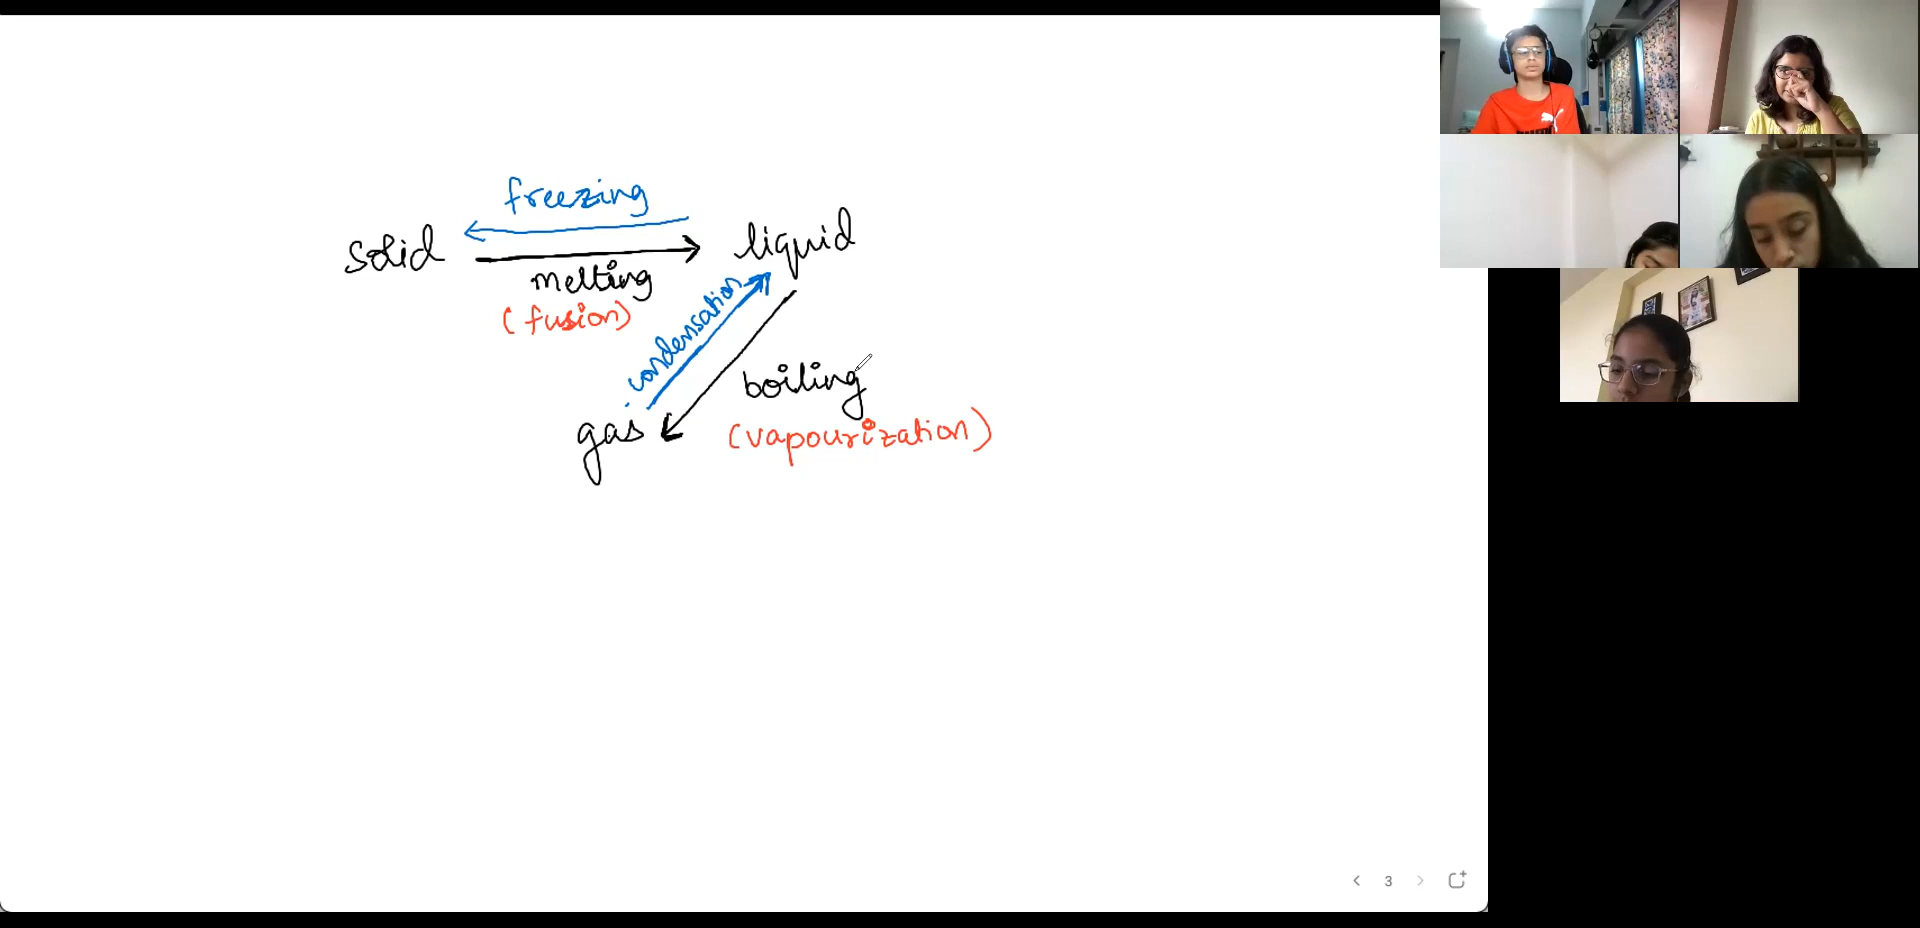 freezing
solid
liquid
melting
(fusion)
condensation
boiling
gas
(vapourization)
3